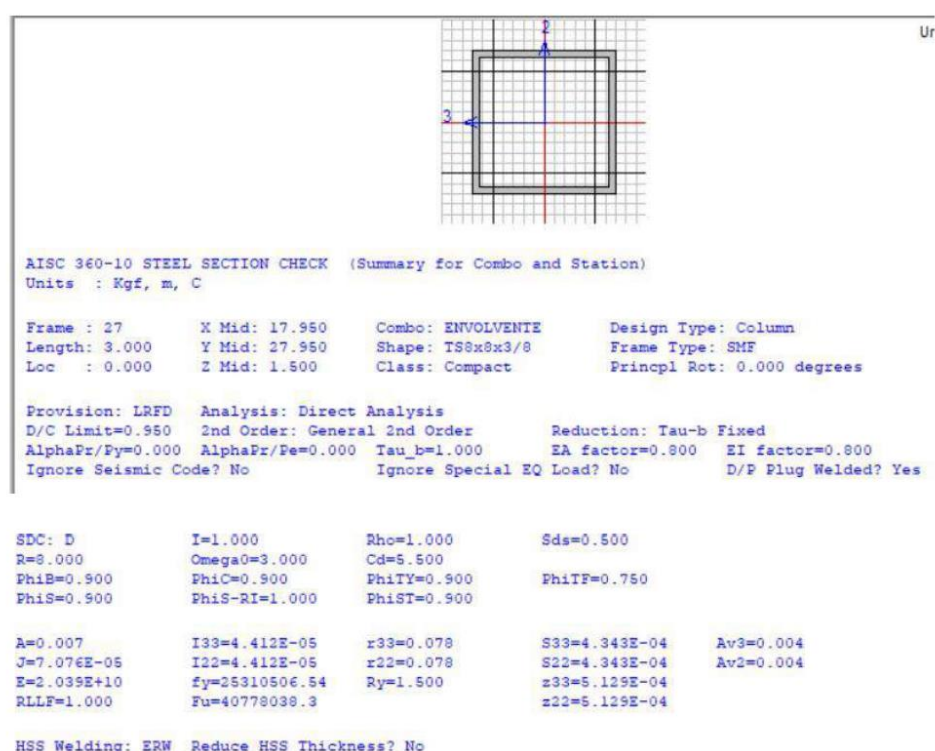 2
Un
3
AISC 360-10 STEEL SECTION CHECK (Summary for Combo and Station)
Units : Kgf, m, C
Frame : 27 X Mid: 17.950 Combo: ENVOLVENTE Design Type: Column
Length: 3.000 Y Mid: 27.950 Shape: TS8x8x3/8 Frame Type: SMF
Loc : 0.000 Z Mid: 1.500 Class: Compact Princpl Rot: 0.000 degrees
Provision: LRFD Analysis: Direct Analysis
D/C Limit=0.950 2nd Order: General 2nd Order Reduction: Tau-b Fixed
AlphaPr/Py=0.000 AlphaPr/Pe=0.000 Tau_b=1.000 EA factor=0.800 EI factor=0.800
Ignore Seismic Code? No Ignore Special EQ Load? No D/P Plug Welded? Yes
SDC: D I=1.000 Rho=1.000 Sds=0.500
R=8.000 Omega0=3.000 Cd=5.500
PhiB=0.900 PhiC=0.900 PhiTY=0.900 PhiTF=0.750
PhiS=0.900 PhiS-RI=1.000 PhiST=0.900
A=0.007 I33=4.412E-05 r33=0.078 S33=4.343E-04 Av3=0.004
J=7.076E-05 I22=4.412E-05 r22=0.078 S22=4.343E-04 Av2=0.004
E=2.039E+10 fy=25310506.54 Ry=1.500 z33=5.129E-04
RLLF=1.000 Fu=40778038.3 z22=5.129E-04
HSS Welding: ERW Reduce HSS Thickness? No